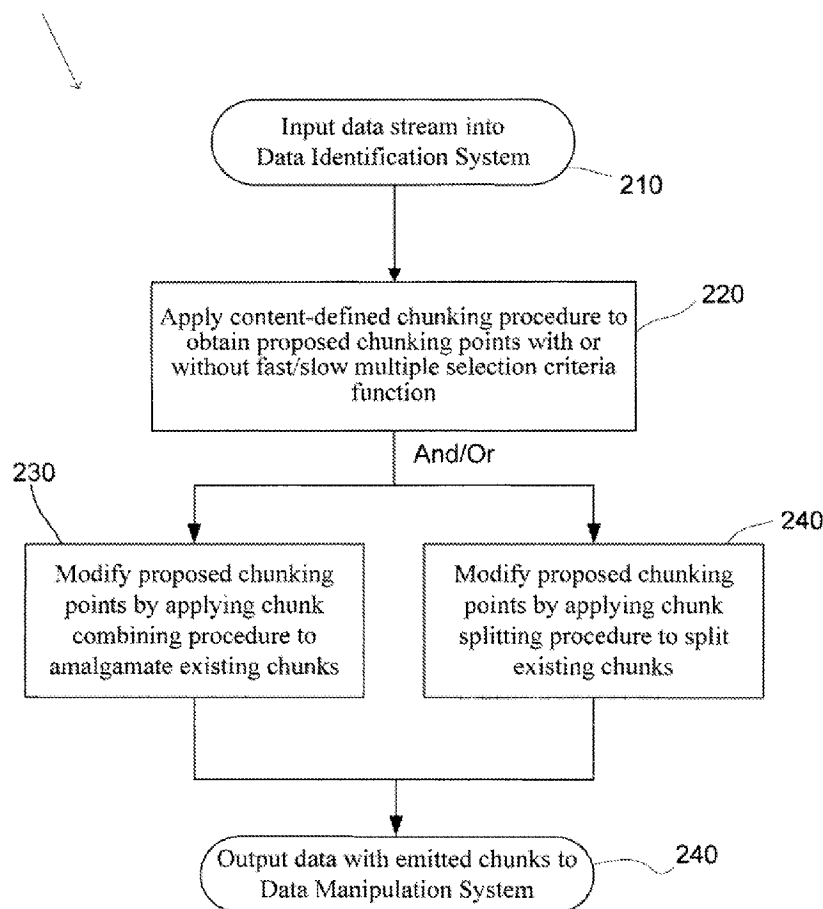 Input data stream into
Data Identification System
210
220
Apply content-defined chunking procedure to
obtain proposed chunking points with or
without fast/slow multiple selection criteria
function
And/Or
230
240
Modify proposed chunking
points by applying chunk
combining procedure to
amalgamate existing chunks
Modify proposed chunking
points by applying chunk
splitting procedure to split
existing chunks
Output data with emitted chunks to
Data Manipulation System
240